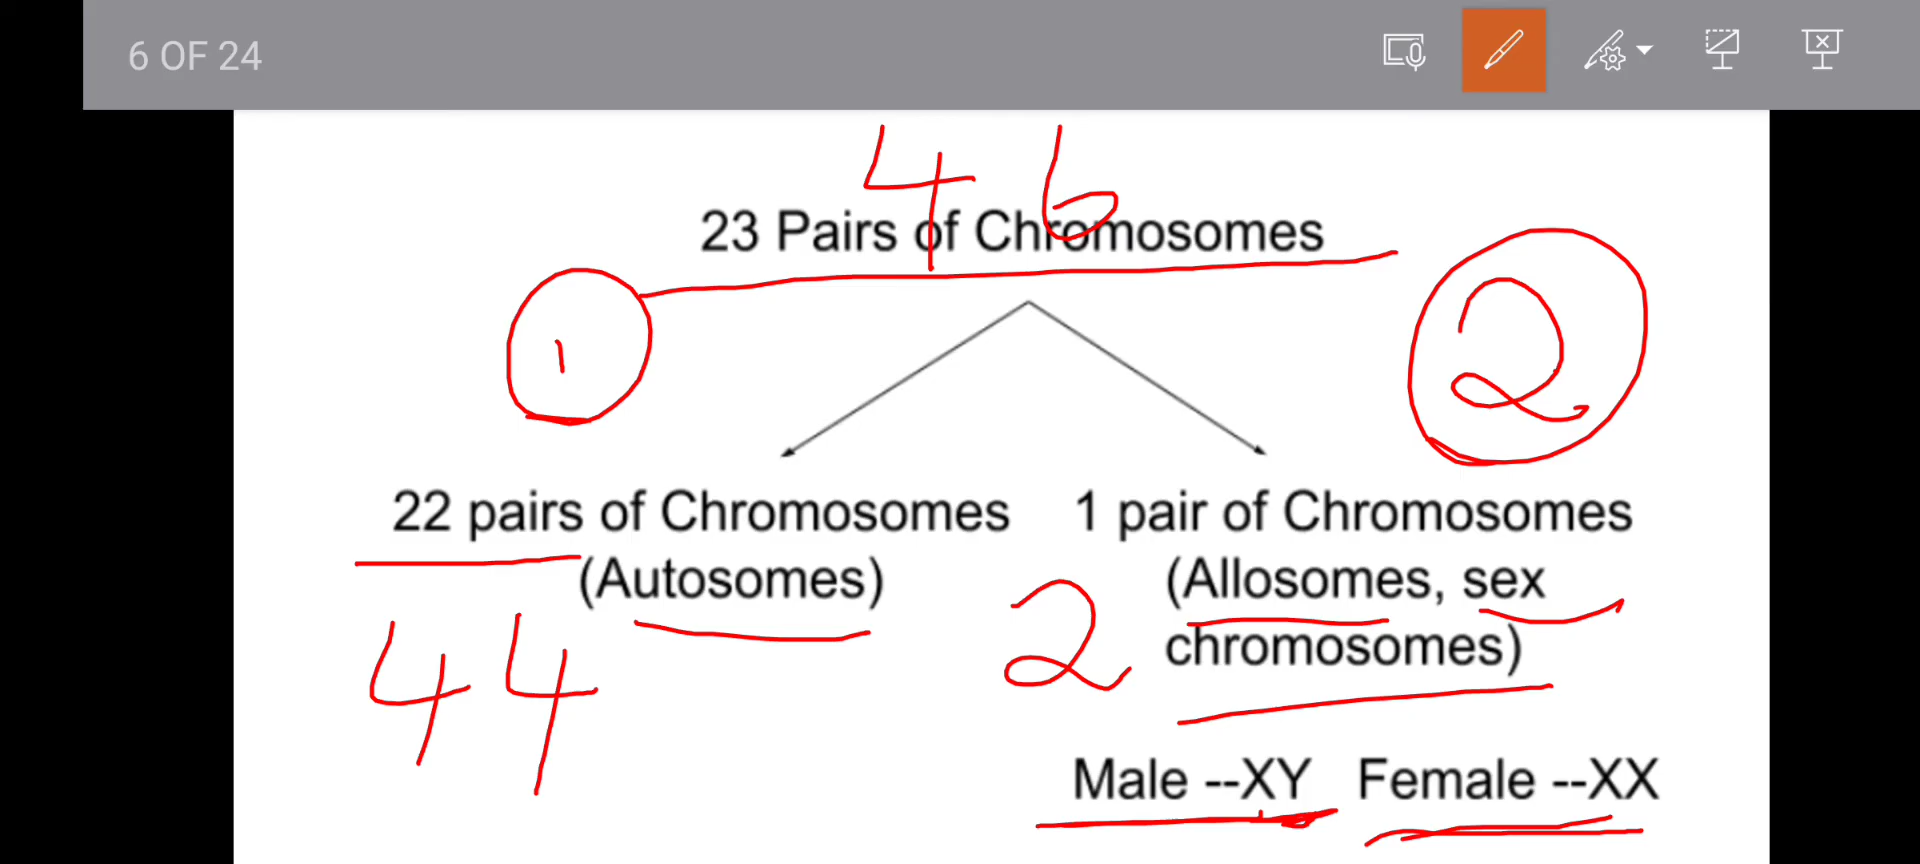 6 OF 24
46
23 Pairs of Chromosomes
1
2
22 pairs of Chromosomes
(Autosomes)
44
1 pair of Chromosomes
(Allosomes, sex
chromosomes)
2
Male --XY Female --XX